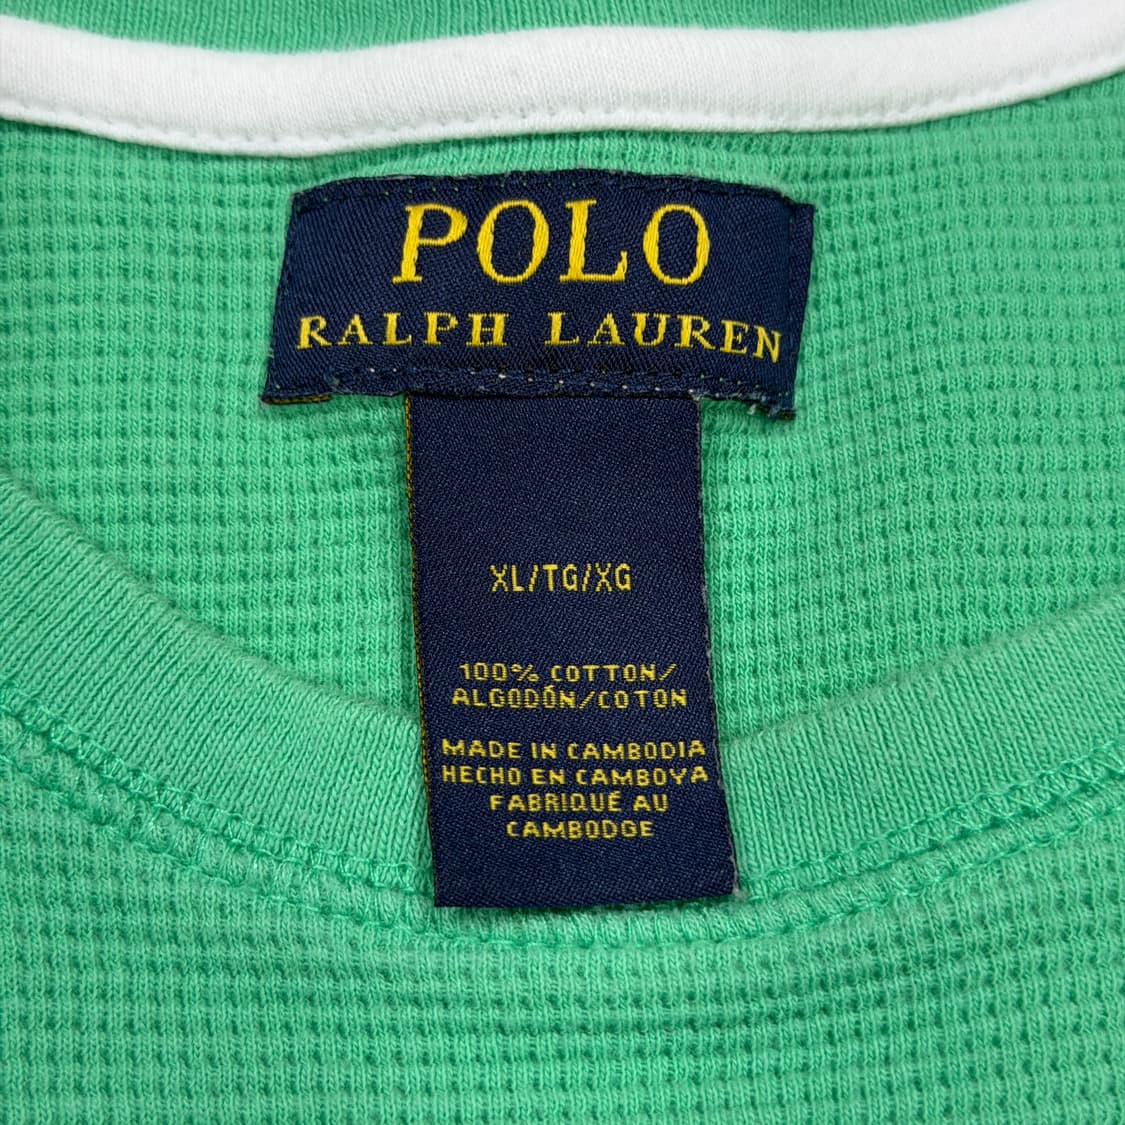 POLO
RALPH LAUREN
XL/TG/XG
100% COTTON/
ALGODÓN/COTON
MADE IN CAMBODIA
HECHO EN CAMBOYA
FABRIQUÉ AU
CAMBODGE